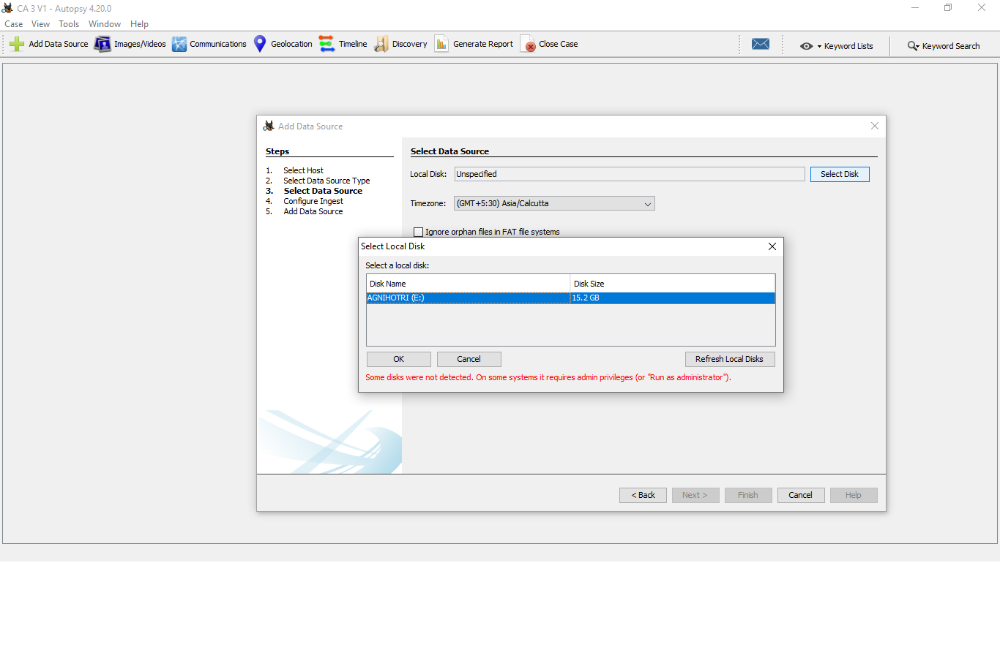 CA 3 V1 - Autopsy 4.20.0
Case View Tools Window Help
Add Data Source Images/Videos Communications Geolocation Timeline Discovery Generate Report Close Case Keyword Lists Keyword Search
Add Data Source
Steps
1. Select Host
2. Select Data Source Type
3. Select Data Source
4. Configure Ingest
5. Add Data Source
Select Data Source
Local Disk: Unspecified Select Disk
Timezone: (GMT+5:30) Asia/Calcutta
Ignore orphan files in FAT file systems
Select Local Disk
Select a local disk:
Disk Name Disk Size
AGNIHOTRI (E:) 15.2 GB
OK Cancel Refresh Local Disks
Some disks were not detected. On some systems it requires admin privileges (or "Run as administrator").
< Back Next > Finish Cancel Help